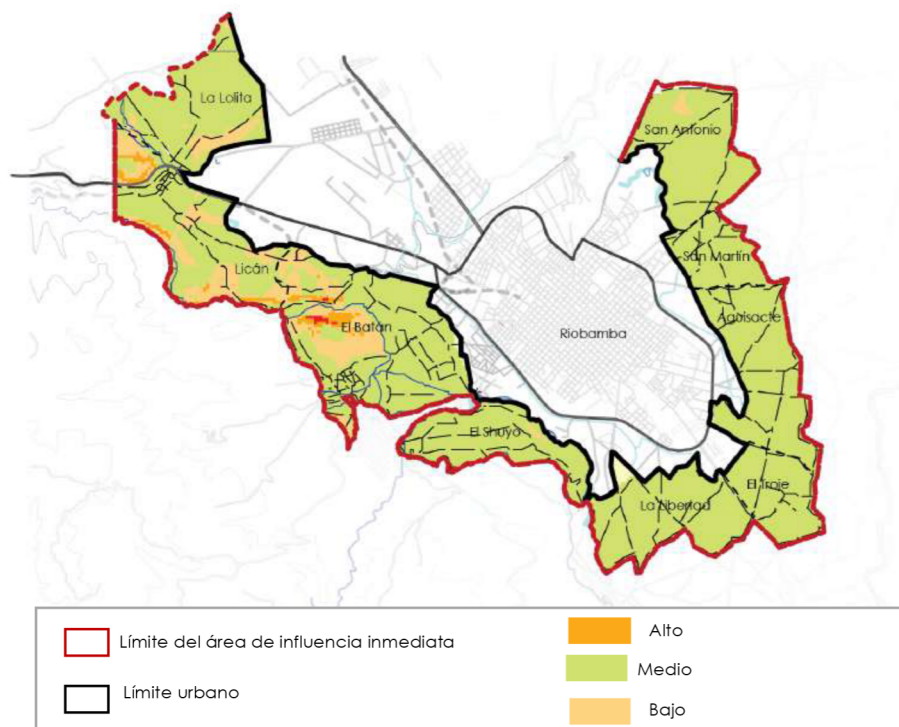 La Lolita
San Antonio
San Martín
Licán
Aguisacte
El Batán
Riobamba
El Shuyo
El Troje
La Libertad
Límite del área de influencia inmediata
Límite urbano
Alto
Medio
Bajo